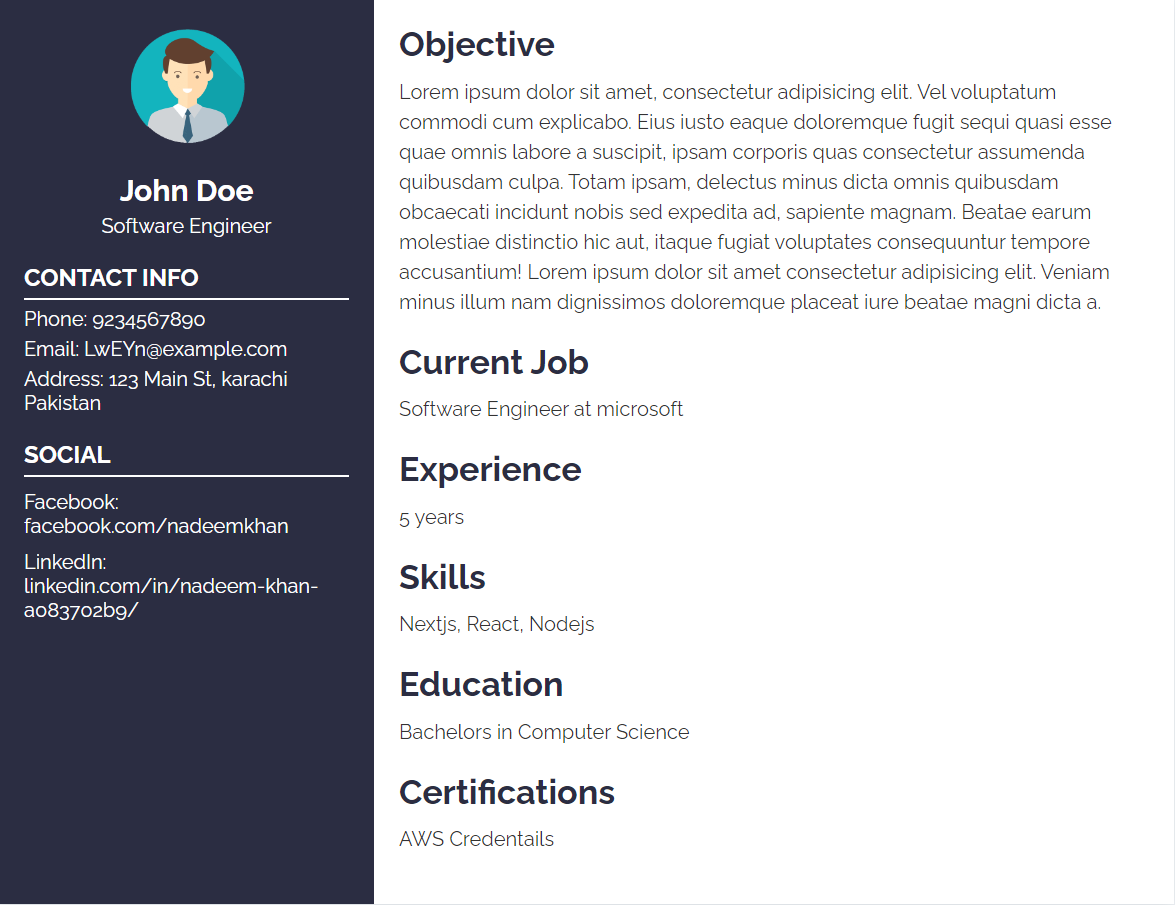 John Doe
Software Engineer
CONTACT INFO
Phone: 9234567890
Email: LwEYn@example.com
Address: 123 Main St, karachi
Pakistan
SOCIAL
Facebook:
facebook.com/nadeemkhan
LinkedIn:
linkedin.com/in/nadeem-khan-
a083702b9/
Objective
Lorem ipsum dolor sit amet, consectetur adipisicing elit. Vel voluptatum
commodi cum explicabo. Eius iusto eaque doloremque fugit sequi quasi esse
quae omnis labore a suscipit, ipsam corporis quas consectetur assumenda
quibusdam culpa. Totam ipsam, delectus minus dicta omnis quibusdam
obcaecati incidunt nobis sed expedita ad, sapiente magnam. Beatae earum
molestiae distinctio hic aut, itaque fugiat voluptates consequuntur tempore
accusantium! Lorem ipsum dolor sit amet consectetur adipisicing elit. Veniam
minus illum nam dignissimos doloremque placeat iure beatae magni dicta a.
Current Job
Software Engineer at microsoft
Experience
5 years
Skills
Nextjs, React, Nodejs
Education
Bachelors in Computer Science
Certifications
AWS Credentails